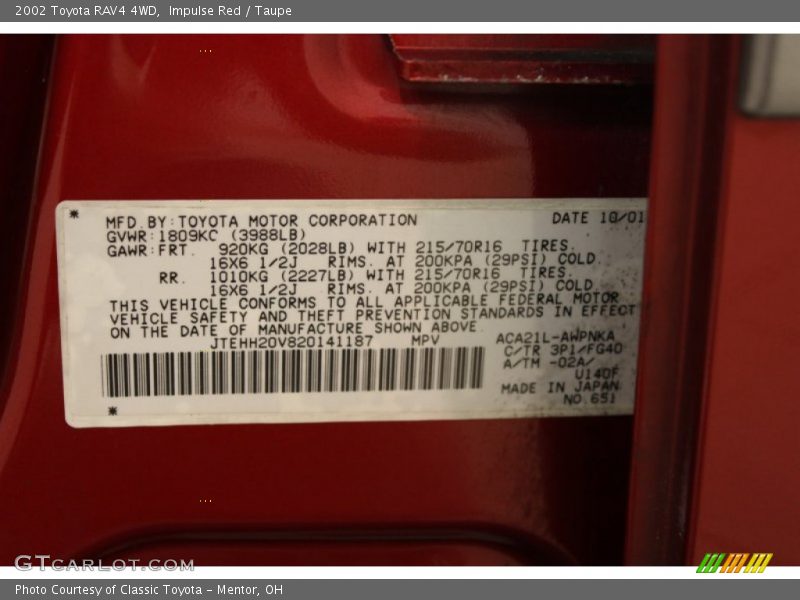 2002 Toyota RAV4 4WD,  Impulse Red / Taupe
* MFD.BY:TOYOTA MOTOR CORPORATION DATE 10/01
GVWR:1809KG (3988LB)
GAWR:FRT. 920KG (2028LB) WITH 215/70R16 TIRES.
16X6 1/2J RIMS. AT 200KPA (29PSI) COLD.
RR. 1010KG (2227LB) WITH 215/70R16 TIRES.
16X6 1/2J RIMS. AT 200KPA (29PSI) COLD.
THIS VEHICLE CONFORMS TO ALL APPLICABLE FEDERAL MOTOR
VEHICLE SAFETY AND THEFT PREVENTION STANDARDS IN EFFECT
ON THE DATE OF MANUFACTURE SHOWN ABOVE.
JTEHH20V820141187 MPV ACA21L-AWPNKA
C/TR 3P1/FG40
A/TM -02A/
U140F
MADE IN JAPAN
* NO.651
GTCARLOT.COM
Photo Courtesy of Classic Toyota - Mentor, OH